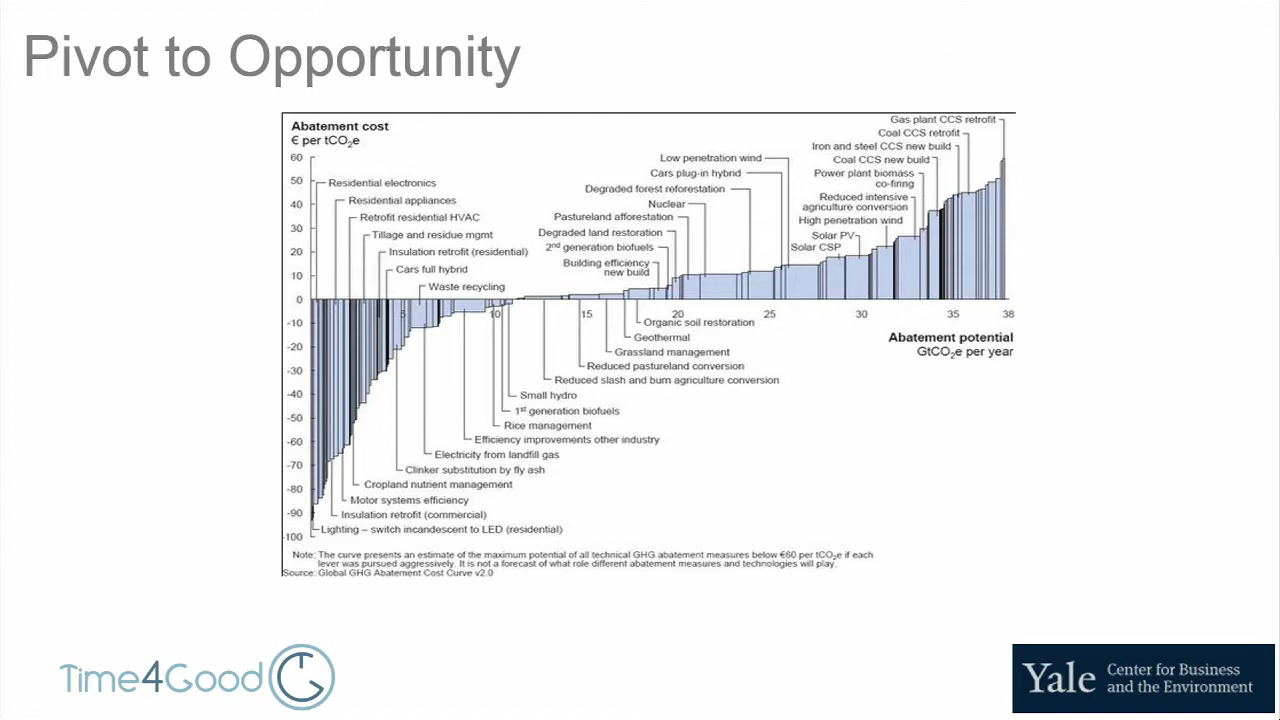 Pivot to Opportunity
Abatement cost
€ per tCO2e
60
50
40
30
20
10
0
-10
-20
-30
-40
-50
-60
-70
-80
-90
-100
Residential electronics
Residential appliances
Retrofit residential HVAC
Tillage and residue mgmt
Insulation retrofit (residential)
Cars full hybrid
Waste recycling
Gas plant CCS retrofit
Coal CCS retrofit
Iron and steel CCS new build
Coal CCS new build
Power plant biomass
co-firing
Reduced intensive
agriculture conversion
High penetration wind
Solar PV
Solar CSP
Low penetration wind
Cars plug-in hybrid
Degraded forest reforestation
Nuclear
Pastureland afforestation
Degraded land restoration
2nd generation biofuels
Building efficiency
new build
5 10 15 20 25 30 35 38
Abatement potential
GtCO2e per year
Organic soil restoration
Geothermal
Grassland management
Reduced pastureland conversion
Reduced slash and burn agriculture conversion
Small hydro
1st generation biofuels
Rice management
Efficiency improvements other industry
Electricity from landfill gas
Clinker substitution by fly ash
Cropland nutrient management
Motor systems efficiency
Insulation retrofit (commercial)
Lighting – switch incandescent to LED (residential)
Note: The curve presents an estimate of the maximum potential of all technical GHG abatement measures below €60 per tCO2e if each
lever was pursued aggressively. It is not a forecast of what role different abatement measures and technologies will play.
Source: Global GHG Abatement Cost Curve v2.0
Time4Good
Yale Center for Business
and the Environment